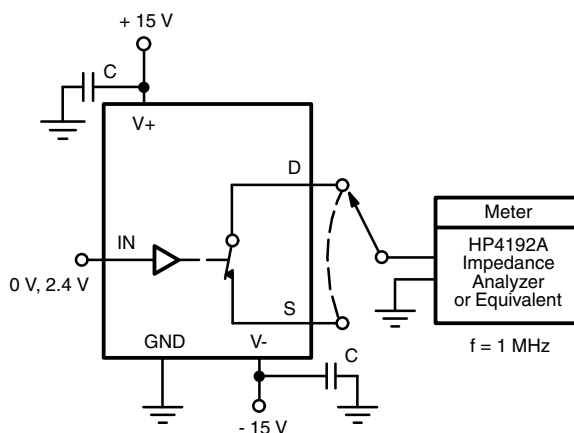 + 15 V
C
V+
D
Meter
IN
HP4192A
Impedance
Analyzer
or Equivalent
0 V, 2.4 V
S
GND
V-
f = 1 MHz
C
- 15 V